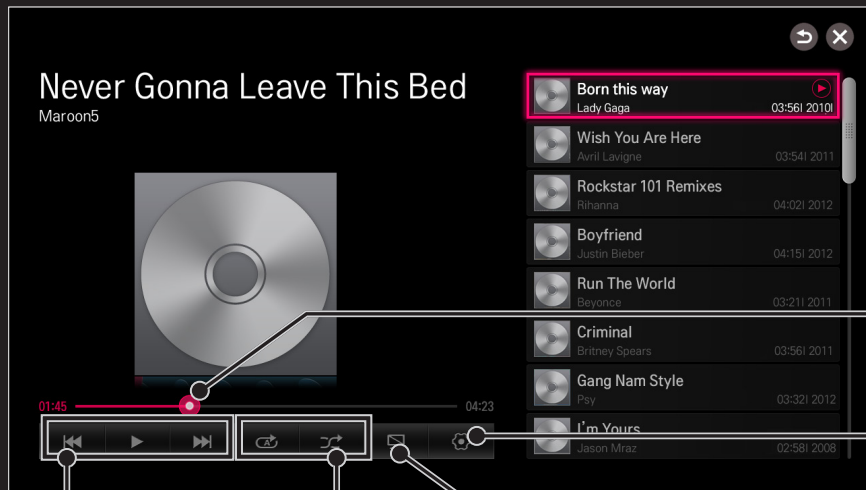 Never Gonna Leave This Bed
Maroon5
01:45
04:23
A
Born this way
Lady Gaga 03:56| 2010|
Wish You Are Here
Avril Lavigne 03:54| 2011
Rockstar 101 Remixes
Rihanna 04:02| 2012
Boyfriend
Justin Bieber 04:15| 2012
Run The World
Beyonce 03:21| 2011
Criminal
Britney Spears 03:56| 2011
Gang Nam Style
Psy 03:32| 2012
I'm Yours
Jason Mraz 02:58| 2008